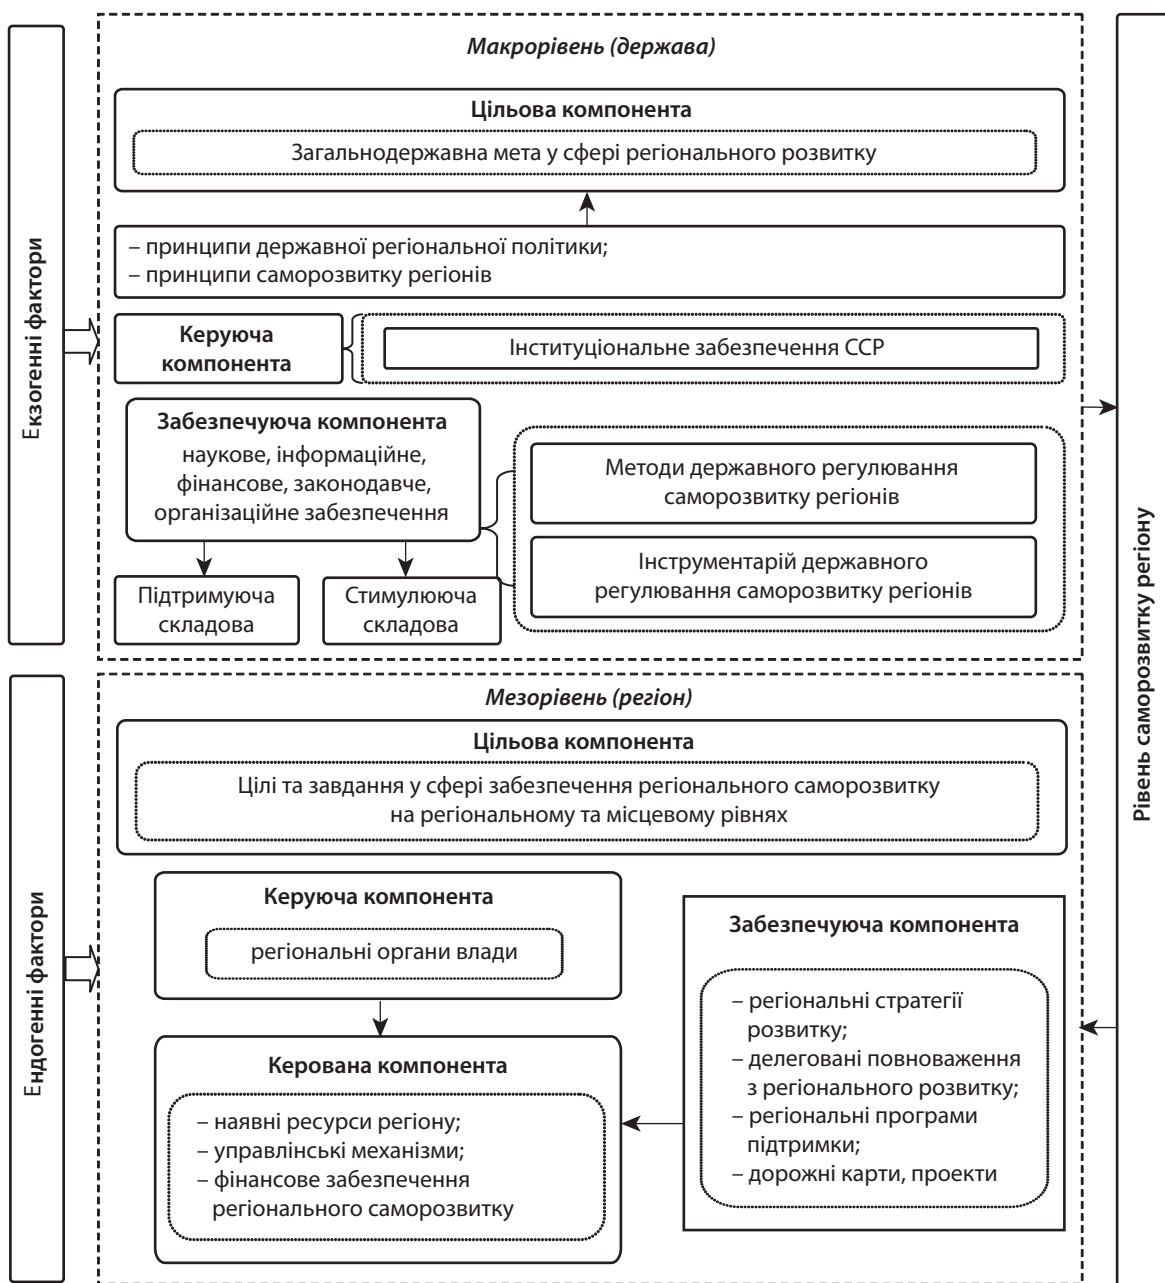 Екзогенні фактори
Макрорівень (держава)
Цільова компонента
Загальнодержавна мета у сфері регіонального розвитку
– принципи державної регіональної політики;
– принципи саморозвитку регіонів
Керуюча
компонента
Інституціональне забезпечення ССР
Забезпечуюча компонента
наукове, інформаційне,
фінансове, законодавче,
організаційне забезпечення
Методи державного регулювання
саморозвитку регіонів
Інструментарій державного
регулювання саморозвитку регіонів
Підтримуюча
складова
Стимулююча
складова
Рівень саморозвитку регіону
Ендогенні фактори
Мезорівень (регіон)
Цільова компонента
Цілі та завдання у сфері забезпечення регіонального саморозвитку
на регіональному та місцевому рівнях
Керуюча компонента
регіональні органи влади
Керована компонента
– наявні ресурси регіону;
– управлінські механізми;
– фінансове забезпечення
регіонального саморозвитку
Забезпечуюча компонента
– регіональні стратегії
розвитку;
– делеговані повноваження
з регіонального розвитку;
– регіональні програми
підтримки;
– дорожні карти, проекти